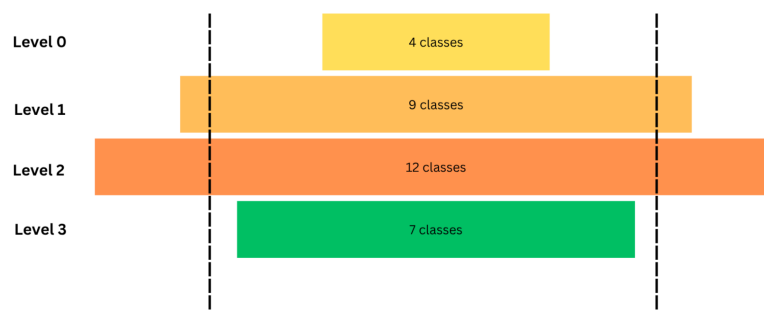 Level 0
4 classes
Level 1
9 classes
Level 2
12 classes
Level 3
7 classes